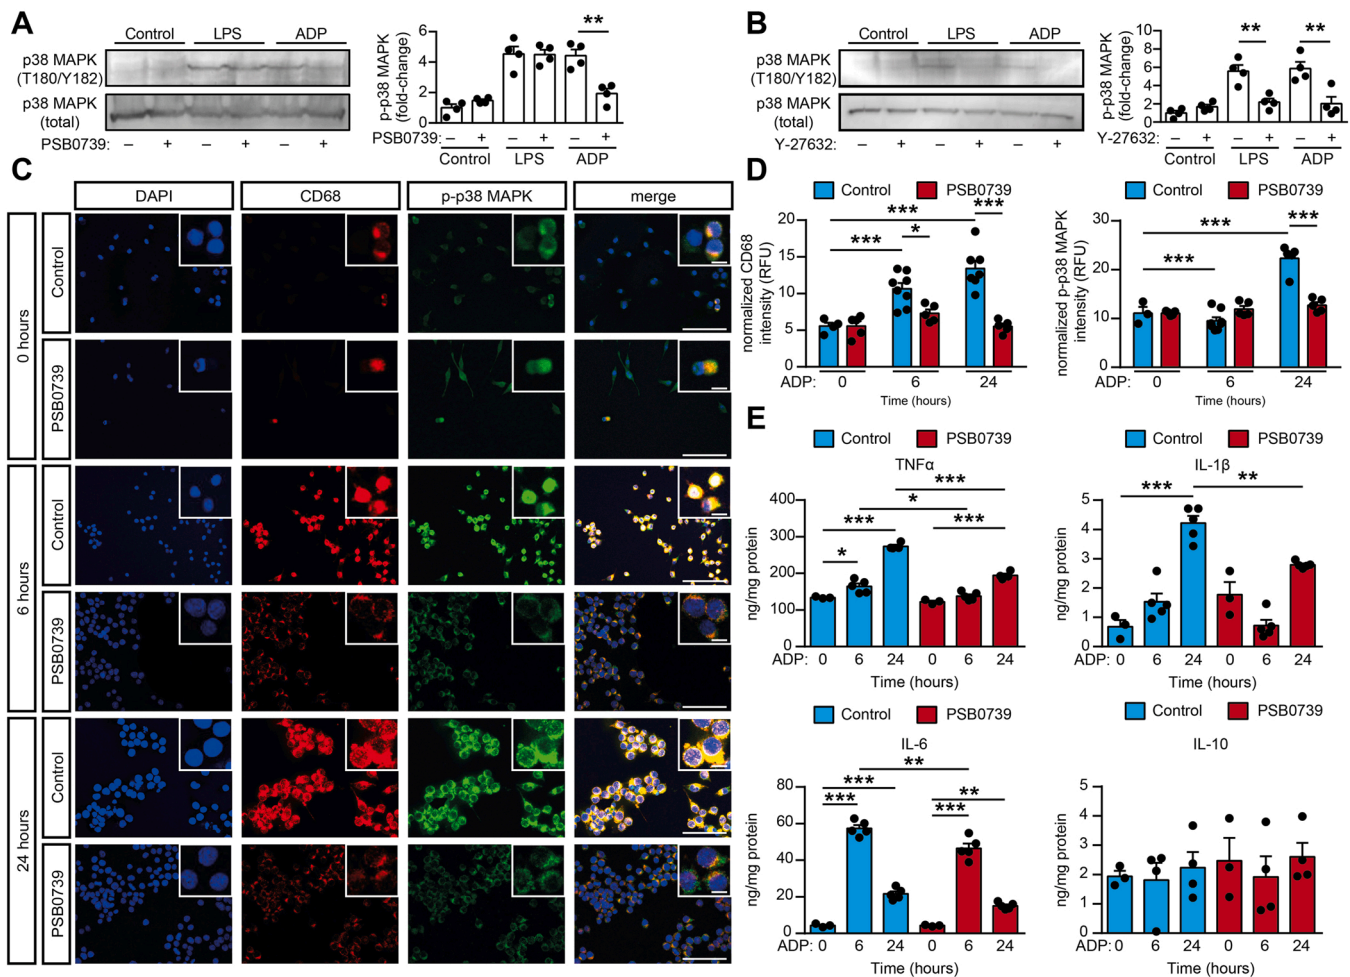 A
Control LPS ADP
p38 MAPK
(T180/Y182)
p38 MAPK
(total)
PSB0739: – + – + – +
p-p38 MAPK
(fold-change)
6
4
2
0
**
PSB0739: – + – + – +
Control LPS ADP
B
Control LPS ADP
p38 MAPK
(T180/Y182)
p38 MAPK
(total)
Y-27632: – + – + – +
p-p38 MAPK
(fold-change)
10
8
6
4
2
0
** **
Y-27632: – + – + – +
Control LPS ADP
C
DAPI CD68 p-p38 MAPK merge
0 hours
Control
PSB0739
6 hours
Control
PSB0739
24 hours
Control
PSB0739
D
Control PSB0739
normalized CD68
intensity (RFU)
20
15
10
5
0
*** ***
*** *
ADP: 0 6 24
Time (hours)
Control PSB0739
normalized p-p38 MAPK
intensity (RFU)
30
20
10
0
*** ***
***
ADP: 0 6 24
Time (hours)
E
Control PSB0739
TNFα
ng/mg protein
400
300
200
100
0
***
*
*** ***
*
ADP: 0 6 24 0 6 24
Time (hours)
Control PSB0739
IL-1β
ng/mg protein
5
4
3
2
1
0
*** **
ADP: 0 6 24 0 6 24
Time (hours)
Control PSB0739
IL-6
ng/mg protein
80
60
40
20
0
**
*** **
*** ***
ADP: 0 6 24 0 6 24
Time (hours)
Control PSB0739
IL-10
ng/mg protein
5
4
3
2
1
0
ADP: 0 6 24 0 6 24
Time (hours)